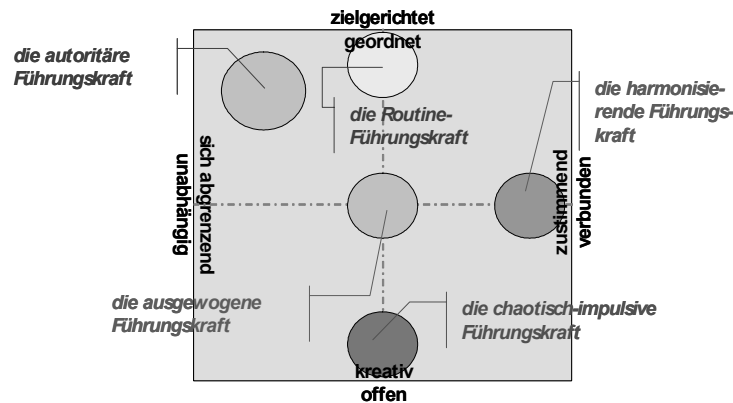 zielgerichtet
geordnet
die autoritäre
Führungskraft
die harmonisie-
rende Führungs-
kraft
die Routine-
Führungskraft
sich abgrenzend
unabhängig
zustimmend
verbunden
die ausgewogene
Führungskraft
die chaotisch-impulsive
Führungskraft
kreativ
offen